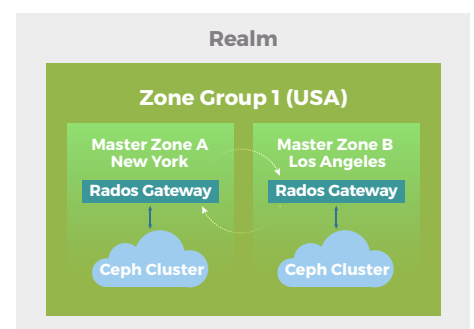 Realm
Zone Group 1 (USA)
Master Zone A
New York
Rados Gateway
Ceph Cluster
Master Zone B
Los Angeles
Rados Gateway
Ceph Cluster